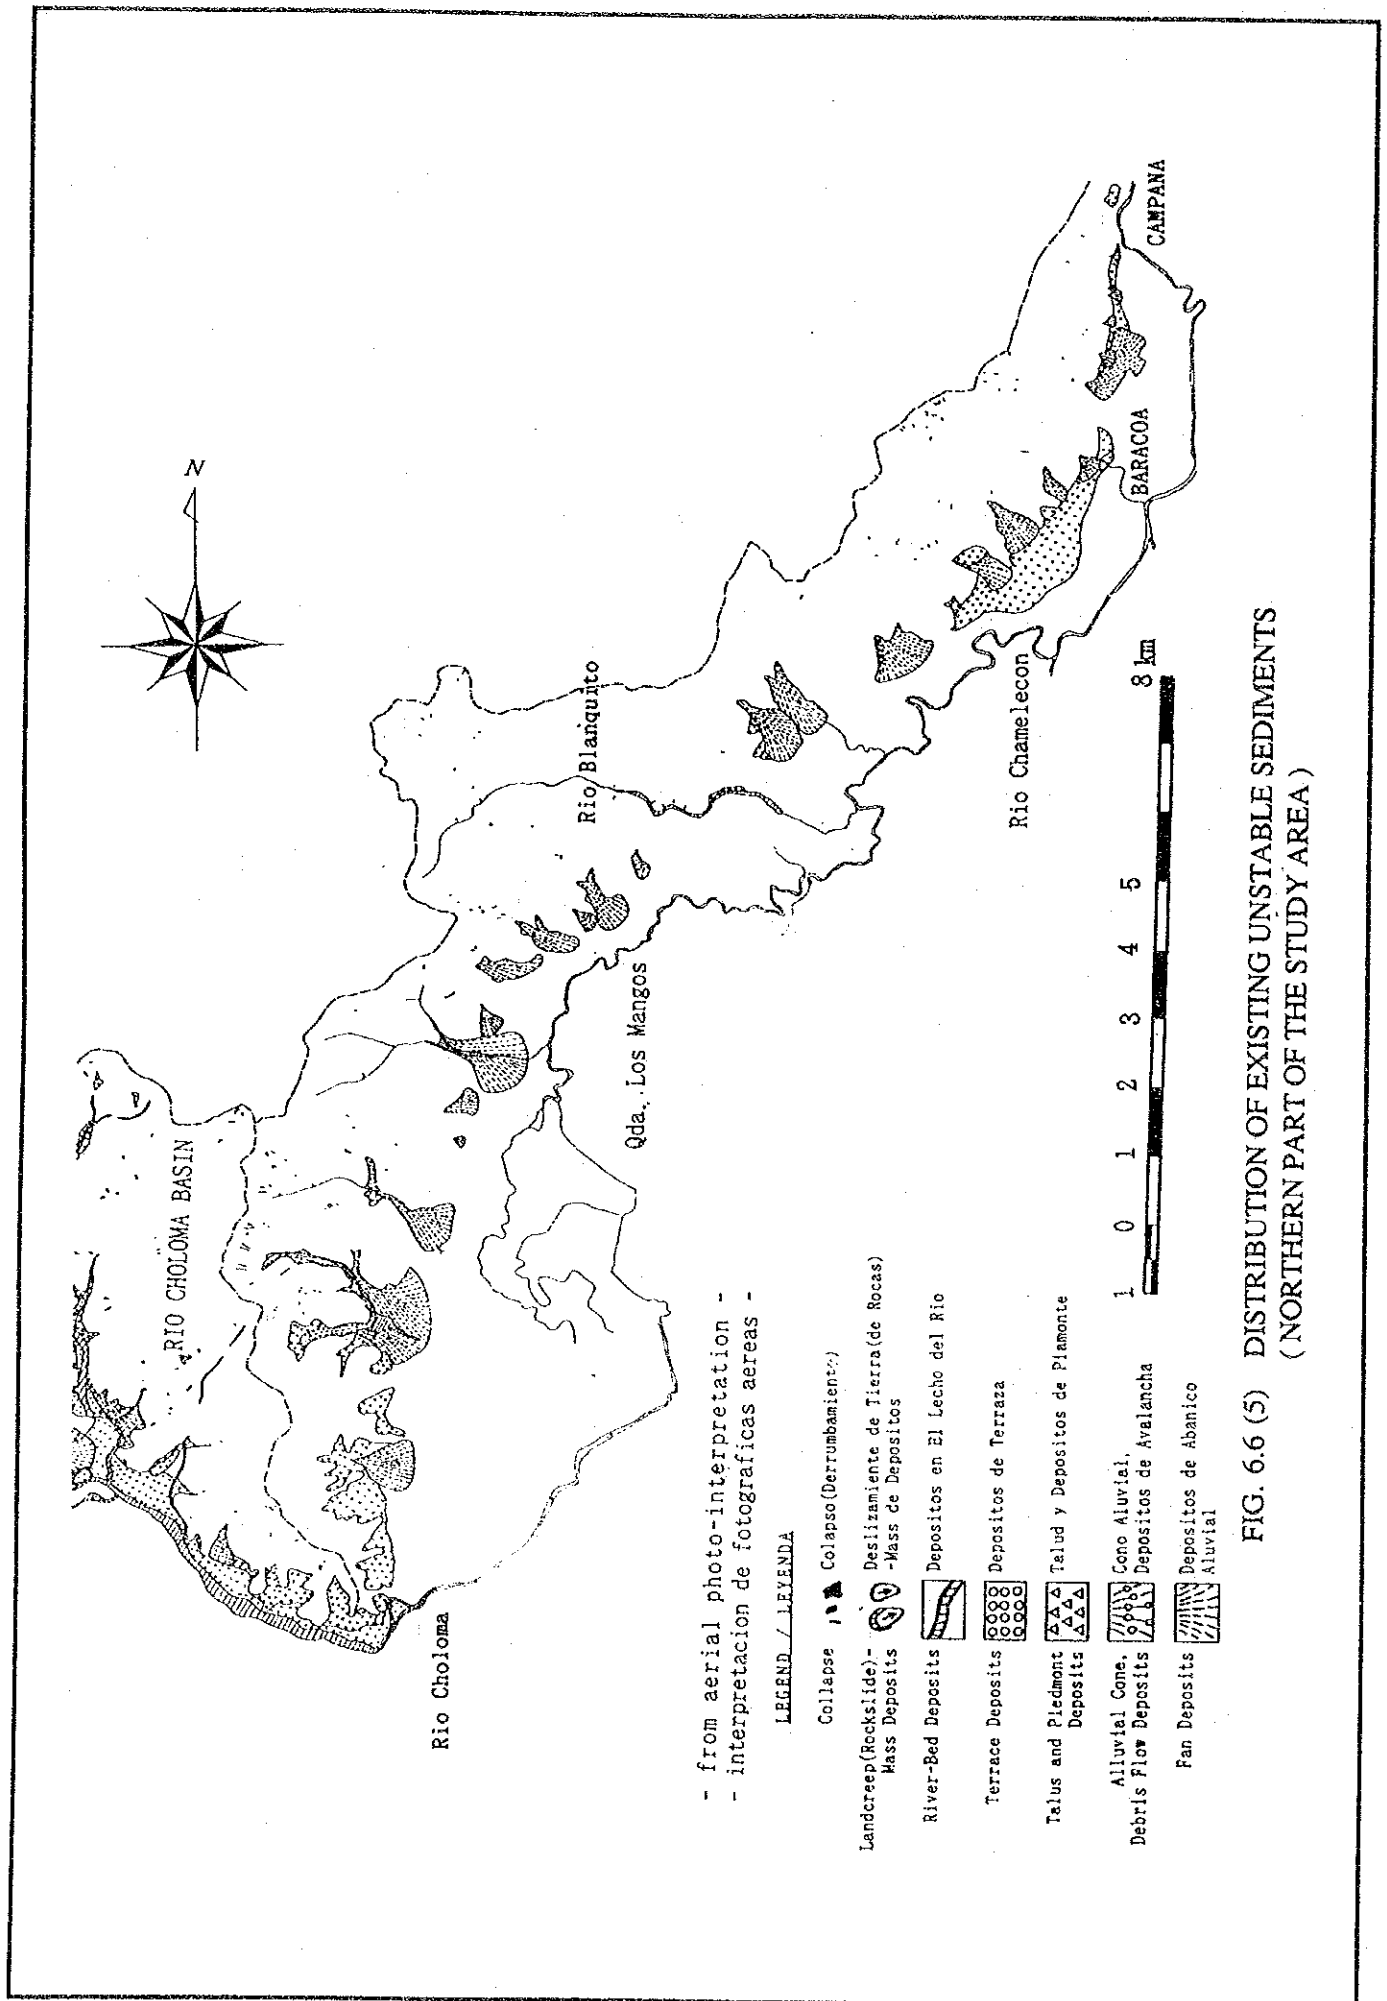 N
RIO CHOLOMA BASIN
Rio Choloma
Qda. Los Mangos
Rio Blanquito
Rio Chamelecon
BARACOA
CAMPANA
- from aerial photo-interpretation -
- interpretacion de fotograficas aereas -
LEGEND / LEYENDA
Collapse Colapso(Derrumbamiento)
Landcreep(Rockslide)- Deslizamiente de Tierra(de Rocas)
Mass Deposits -Mass de Depositos
River-Bed Deposits Depositos en El Lecho del Rio
Terrace Deposits Depositos de Terraza
Talus and Piedmont Talud y Depositos de Piamonte
Deposits
Alluvial Cone, Cono Aluvial,
Debris Flow Deposits Depositos de Avalancha
Fan Deposits Depositos de Abanico
Aluvial
1 0 1 2 3 4 5 8 km
FIG. 6.6 (5) DISTRIBUTION OF EXISTING UNSTABLE SEDIMENTS
(NORTHERN PART OF THE STUDY AREA)